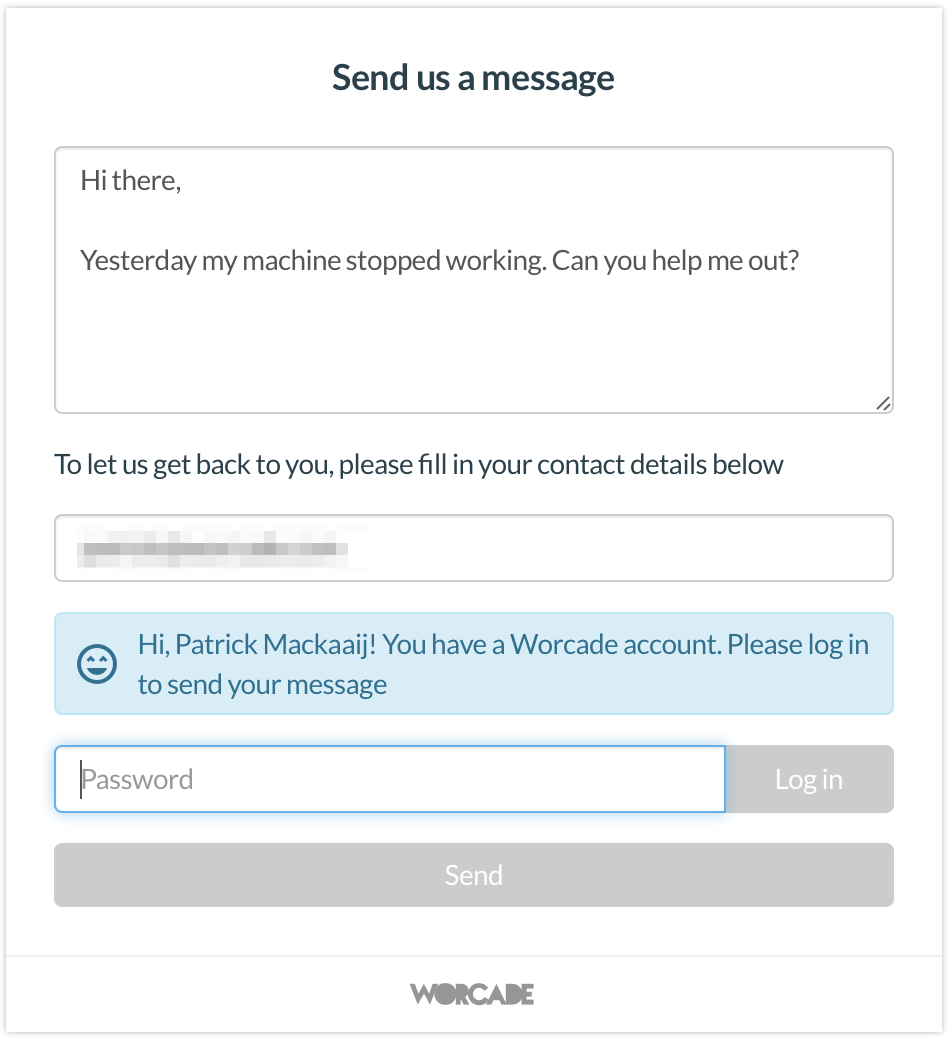 Send us a message
Hi there,
Yesterday my machine stopped working. Can you help me out?
To let us get back to you, please fill in your contact details below
Hi, Patrick Mackaaij! You have a Worcade account. Please log in
to send your message
Password
Log in
Send
WORCADE